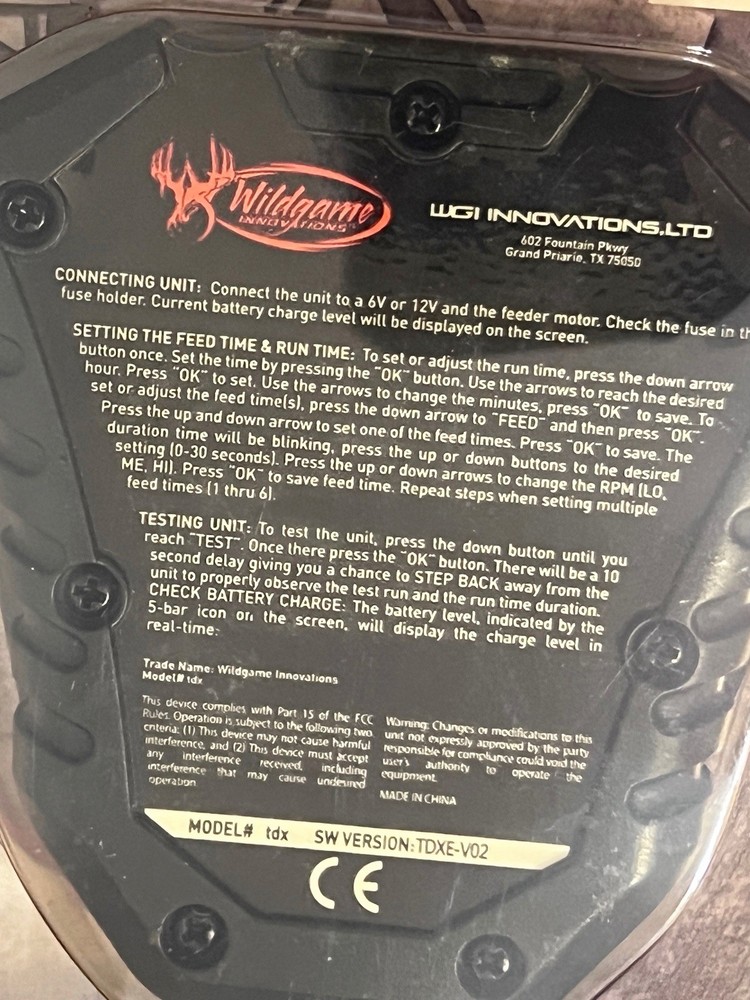 Wildgame
INNOVATIONS
WGI INNOVATIONS,LTD
602 Fountain Pkwy
Grand Priarie, TX 75050
CONNECTING UNIT: Connect the unit to a 6V or 12V and the feeder motor. Check the fuse in th
fuse holder. Current battery charge level will be displayed on the screen.
SETTING THE FEED TIME & RUN TIME: To set or adjust the run time, press the down arrow
button once. Set the time by pressing the "OK" button. Use the arrows to reach the desired
hour. Press "OK" to set. Use the arrows to change the minutes, press "OK" to save. To
set or adjust the feed time(s), press the down arrow to "FEED" and then press "OK".
Press the up and down arrow to set one of the feed times. Press "OK" to save. The
duration time will be blinking, press the up or down buttons to the desired
setting (0-30 seconds). Press the up or down arrows to change the RPM (LO,
ME, HI). Press "OK" to save feed time. Repeat steps when setting multiple
feed times (1 thru 6).
TESTING UNIT: To test the unit, press the down button until you
reach "TEST". Once there press the "OK" button. There will be a 10
second delay giving you a chance to STEP BACK away from the
unit to properly observe the test run and the run time duration.
CHECK BATTERY CHARGE: The battery level, indicated by the
5-bar icon on the screen, will display the charge level in
real-time.
Trade Name: Wildgame Innovations
Model# tdx
This device complies with Part 15 of the FCC
Rules. Operation is subject to the following two
criteria: (1) This device may not cause harmful
interference, and (2) This device must accept
any interference received, including
interference that may cause undesired
operation
Warning: Changes or modifications to this
unit not expressly approved by the party
responsible for compliance could void the
user's authority to operate the
equipment.
MADE IN CHINA
MODEL# tdx SW VERSION:TDXE-V02
CE